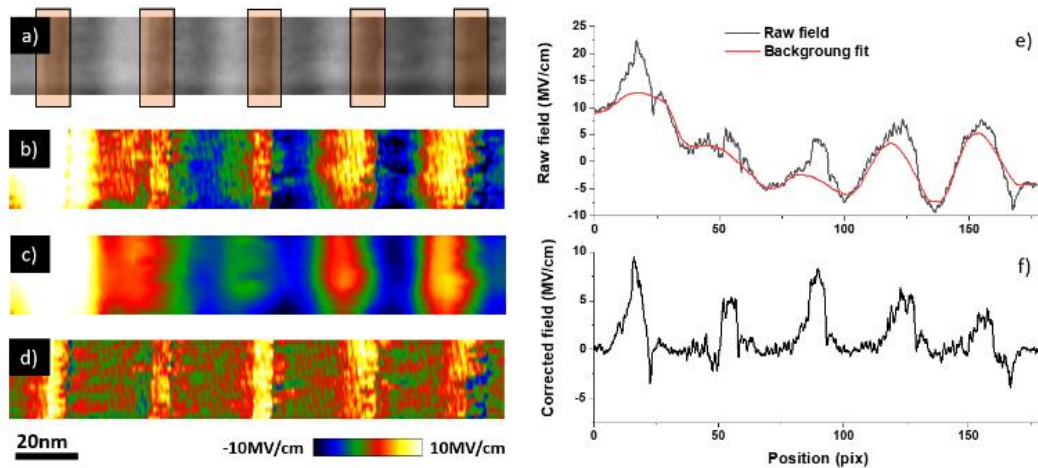 a)
b)
c)
d)
20nm
-10MV/cm 10MV/cm
e)
Raw field
Backgroung fit
Raw field (MV/cm)
25
20
15
10
5
0
-5
-10
0 50 100 150
f)
Corrected field (MV/cm)
10
5
0
-5
0 50 100 150
Position (pix)